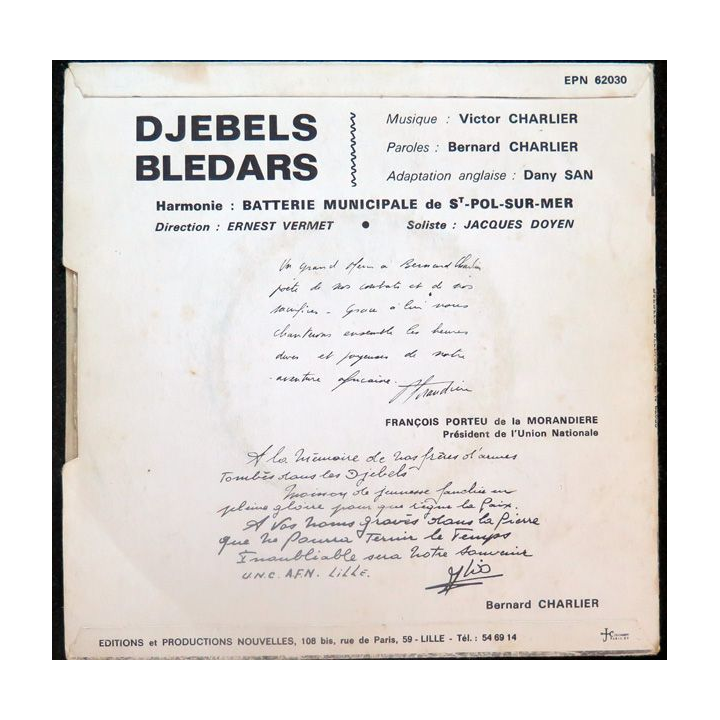 EPN 62030
DJEBELS
BLEDARS
Musique : Victor CHARLIER
Paroles : Bernard CHARLIER
Adaptation anglaise : Dany SAN
Harmonie : BATTERIE MUNICIPALE de Sᵀ-POL-SUR-MER
Direction : ERNEST VERMET ● Soliste : JACQUES DOYEN
Un grand merci à Bernard Charlier
poète de nos combats et de nos
sacrifices - Grace à lui nous
chanterons ensemble les heures
dures et joyeuses de notre
aventure africaine.
FRANÇOIS PORTEU de la MORANDIERE
Président de l'Union Nationale
A la Mémoire de nos frères d'armes
Tombés dans les Djebels
Moisson de jeunesse fauchée en
pleine gloire pour que règne la Paix.
A Vos Noms gravés dans la Pierre
que Ne Pourra Ternir le Temps
Inoubliable sera Notre Souvenir
U.N.C. A.F.N. LILLE.
Bernard CHARLIER
EDITIONS et PRODUCTIONS NOUVELLES, 108 bis, rue de Paris, 59 - LILLE - Tél. : 54 69 14